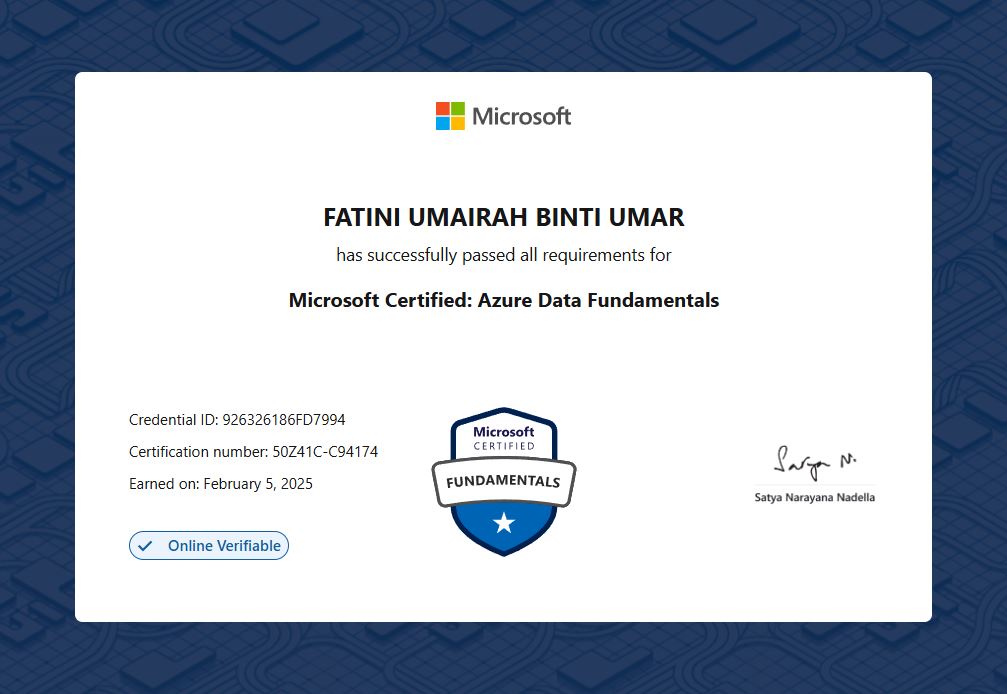 Microsoft
FATINI UMAIRAH BINTI UMAR
has successfully passed all requirements for
Microsoft Certified: Azure Data Fundamentals
Credential ID: 926326186FD7994
Certification number: 50Z41C-C94174
Earned on: February 5, 2025
Online Verifiable
Microsoft
CERTIFIED
FUNDAMENTALS
Satya N.
Satya Narayana Nadella